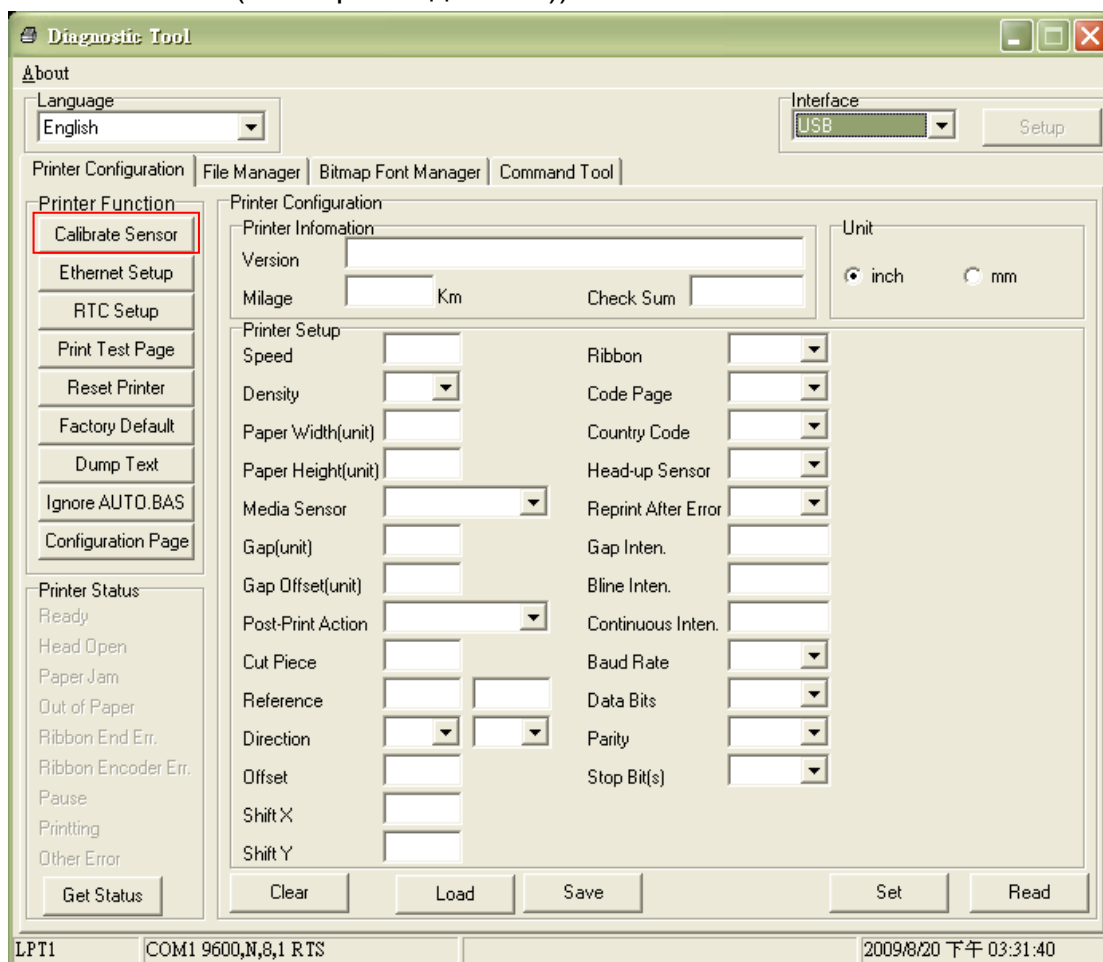 Diagnostic Tool
About
Language
English
Interface
USB
Setup
Printer Configuration
File Manager
Bitmap Font Manager
Command Tool
Printer Function
Calibrate Sensor
Ethernet Setup
RTC Setup
Print Test Page
Reset Printer
Factory Default
Dump Text
Ignore AUTO.BAS
Configuration Page
Printer Status
Ready
Head Open
Paper Jam
Out of Paper
Ribbon End Err.
Ribbon Encoder Err.
Pause
Printting
Other Error
Get Status
Printer Configuration
Printer Infomation
Version
Milage Km Check Sum
Unit
inch mm
Printer Setup
Speed
Density
Paper Width(unit)
Paper Height(unit)
Media Sensor
Gap(unit)
Gap Offset(unit)
Post-Print Action
Cut Piece
Reference
Direction
Offset
Shift X
Shift Y
Ribbon
Code Page
Country Code
Head-up Sensor
Reprint After Error
Gap Inten.
Bline Inten.
Continuous Inten.
Baud Rate
Data Bits
Parity
Stop Bit(s)
Clear Load Save Set Read
LPT1 COM1 9600,N,8,1 RTS 2009/8/20 下午 03:31:40